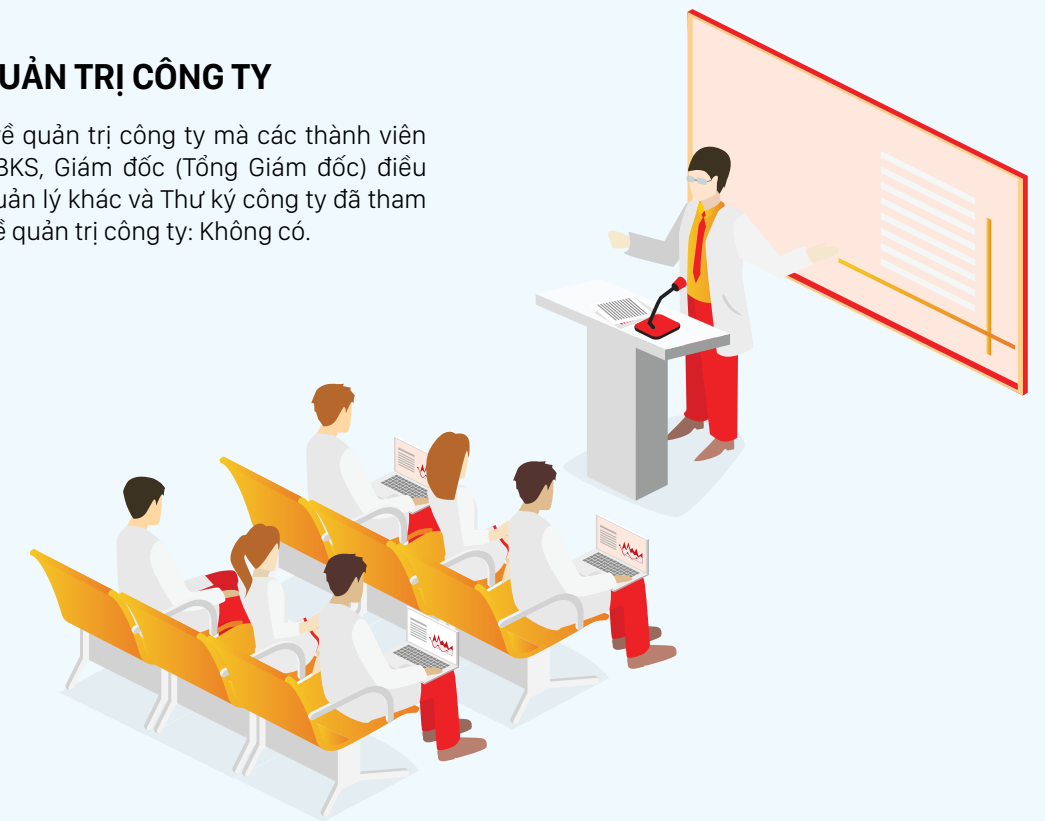 UẢN TRỊ CÔNG TY
về quản trị công ty mà các thành viên
BKS, Giám đốc (Tổng Giám đốc) điều
uản lý khác và Thư ký công ty đã tham
ề quản trị công ty: Không có.